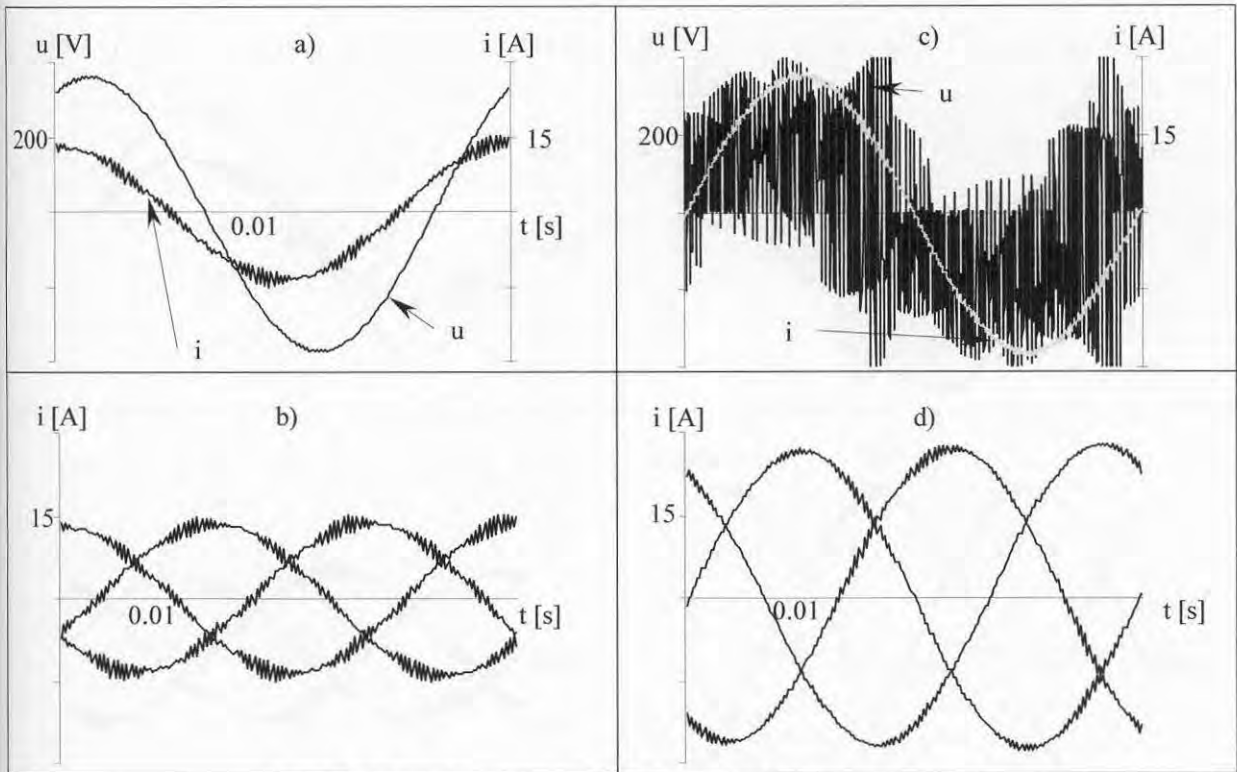 u [V] a) i [A]
200 15
0.01 t [s]
i u
u [V] c) i [A]
u
200 15
i
i [A] b)
15
0.01 t [s]
i [A] d)
15
0.01 t [s]